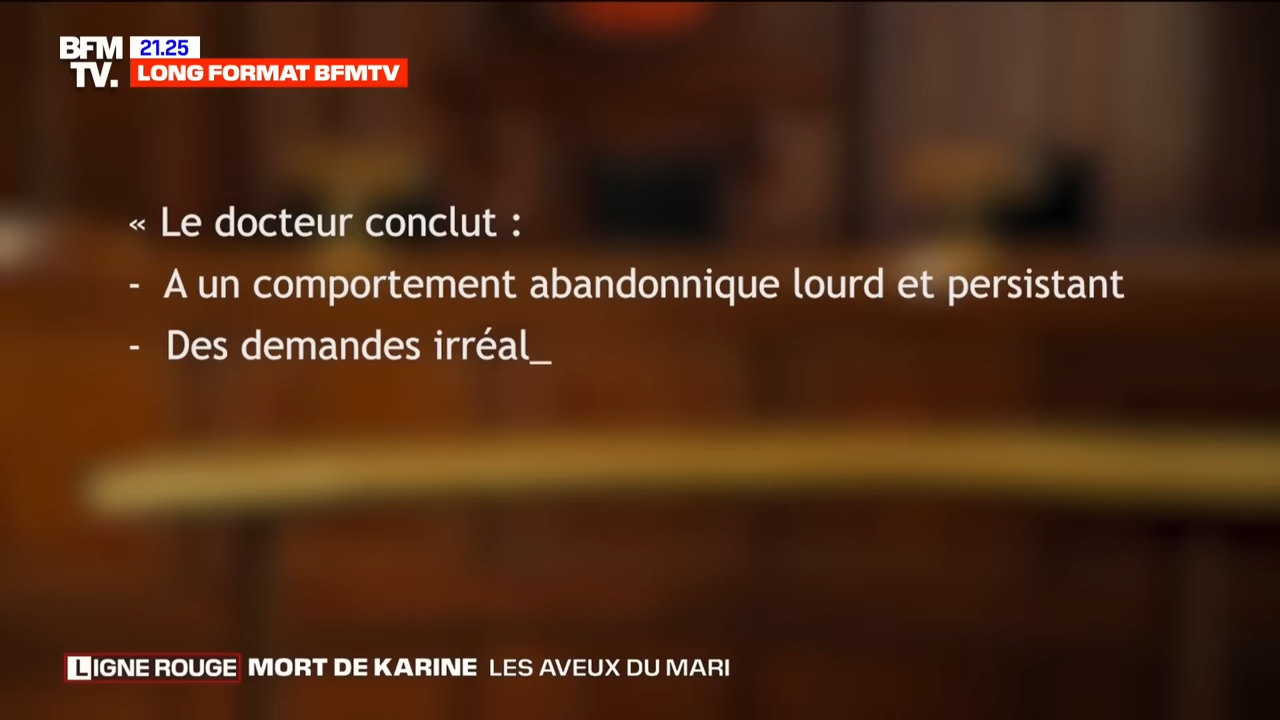 BFM
TV.
21.25
LONG FORMAT BFMTV
« Le docteur conclut :
- A un comportement abandonnique lourd et persistant
- Des demandes irréal_
LIGNE ROUGE MORT DE KARINE LES AVEUX DU MARI